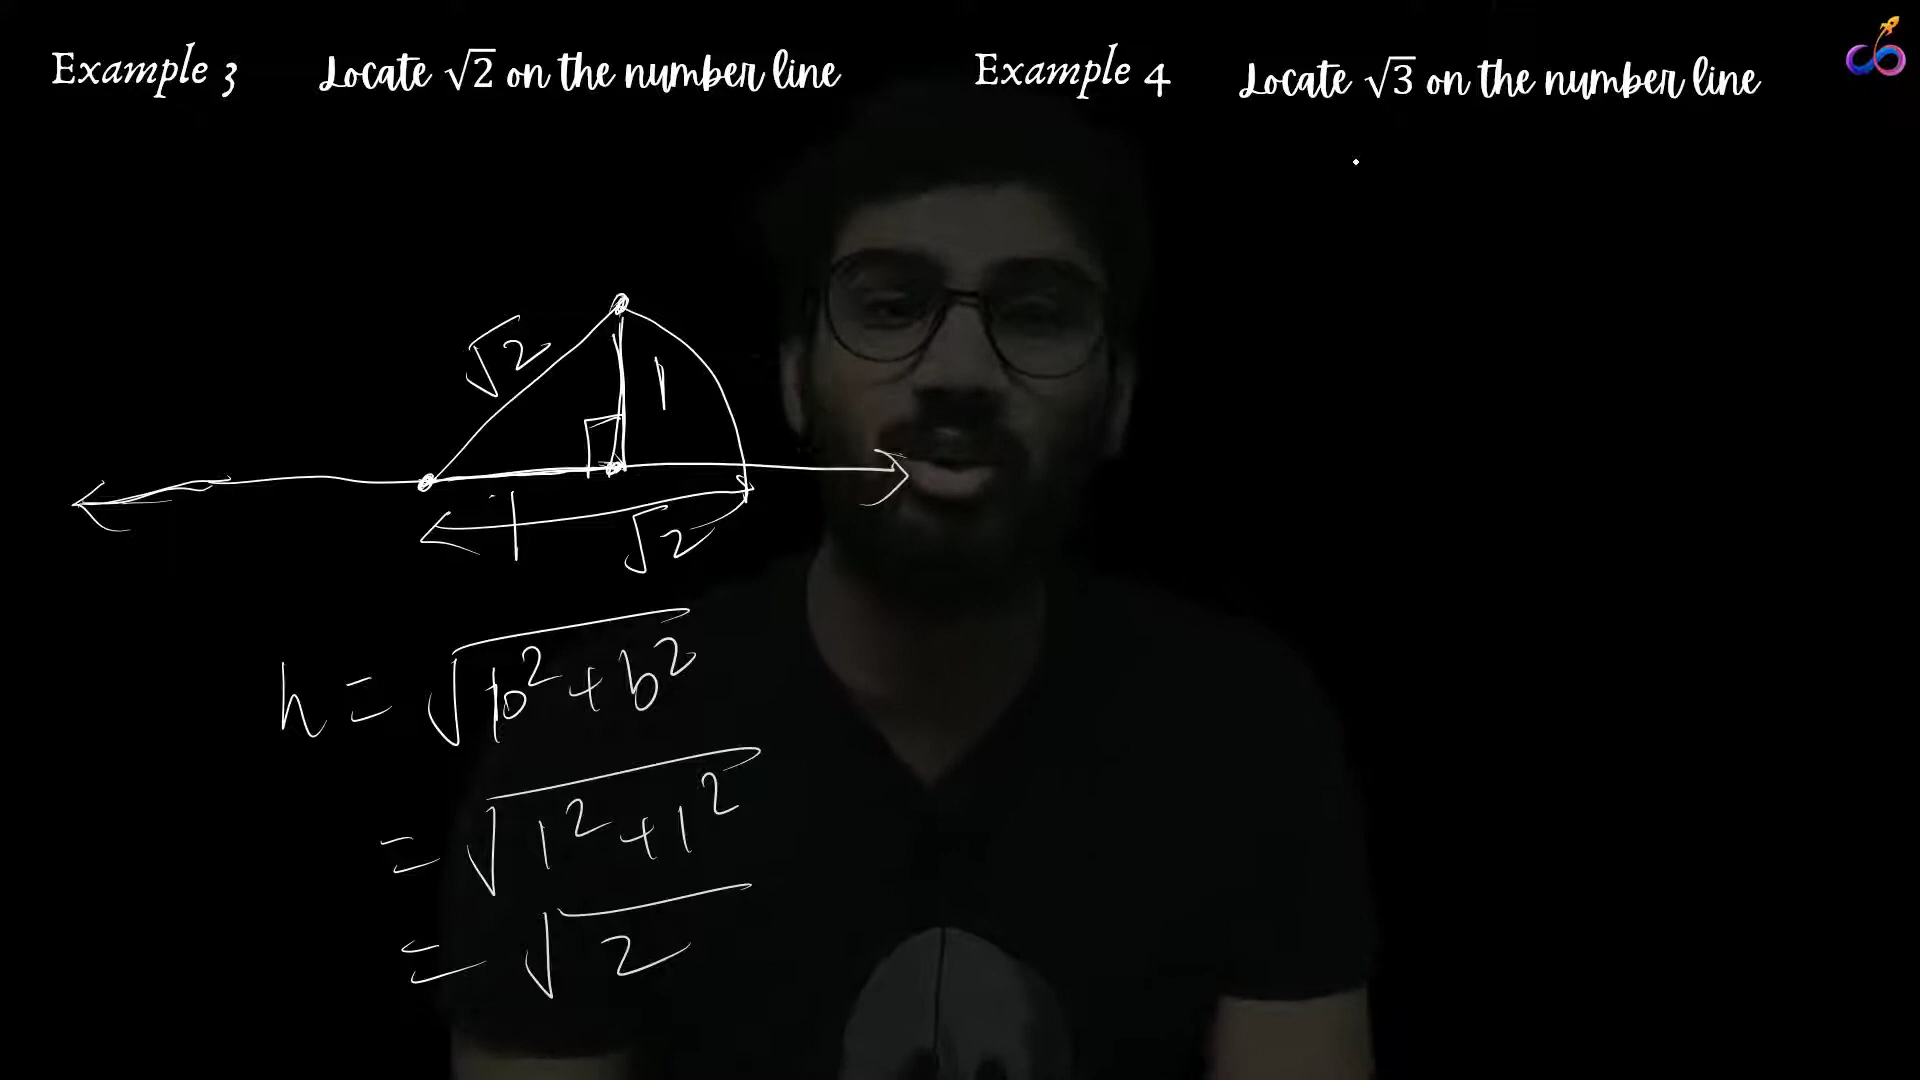 Example 3 Locate √2 on the number line
Example 4 Locate √3 on the number line
√2
1
1
√2
h = √p² + b²
= √1² + 1²
= √2